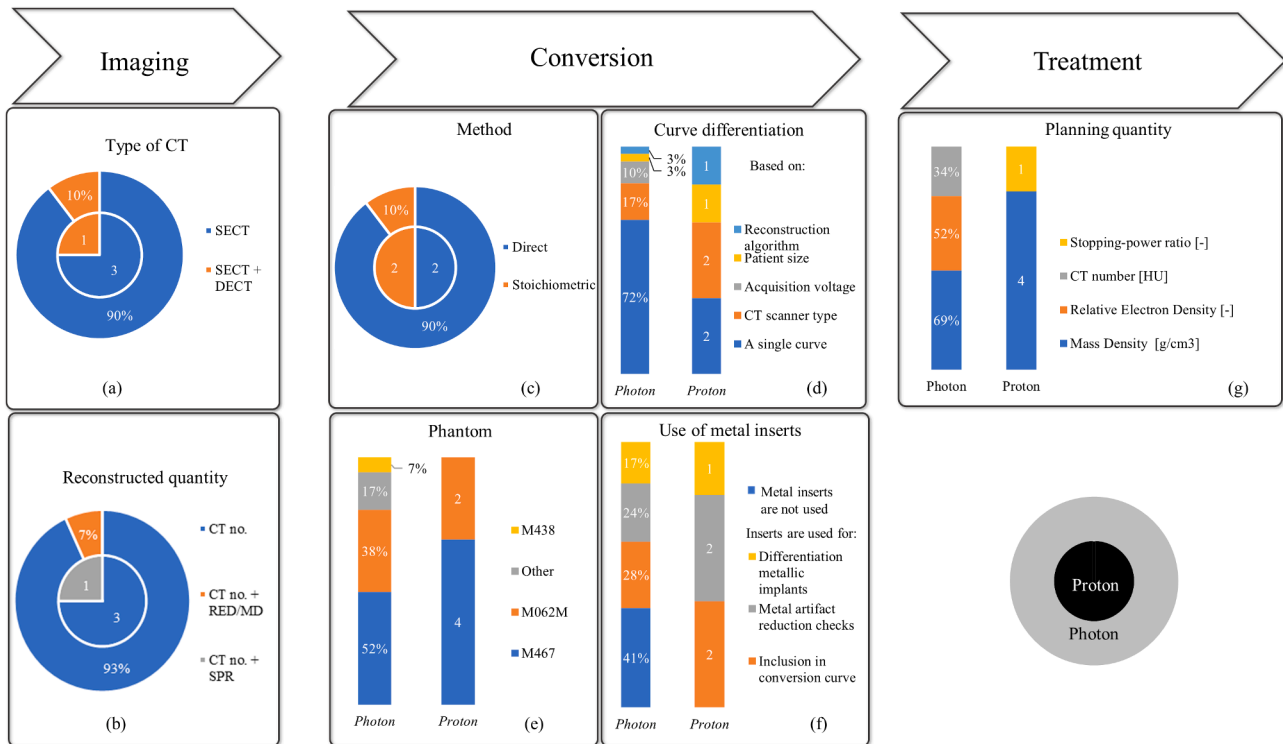 Imaging
Conversion
Treatment
Type of CT
10%
1
3
90%
SECT
SECT +
DECT
(a)
Reconstructed quantity
7%
1
3
93%
CT no.
CT no. +
RED/MD
CT no. +
SPR
(b)
Method
10%
2
2
90%
Direct
Stoichiometric
(c)
Curve differentiation
3%
3%
10%
17%
72%
1
1
2
2
Based on:
Reconstruction
algorithm
Patient size
Acquisition voltage
CT scanner type
A single curve
Photon
Proton
(d)
Phantom
7%
17%
38%
52%
2
4
M438
Other
M062M
M467
Photon
Proton
(e)
Use of metal inserts
17%
24%
28%
41%
1
2
2
Metal inserts
are not used
Inserts are used for:
Differentiation
metallic
implants
Metal artifact
reduction checks
Inclusion in
conversion curve
Photon
Proton
(f)
Planning quantity
34%
52%
69%
1
4
Stopping-power ratio [-]
CT number [HU]
Relative Electron Density [-]
Mass Density [g/cm3]
Photon
Proton
(g)
Proton
Photon